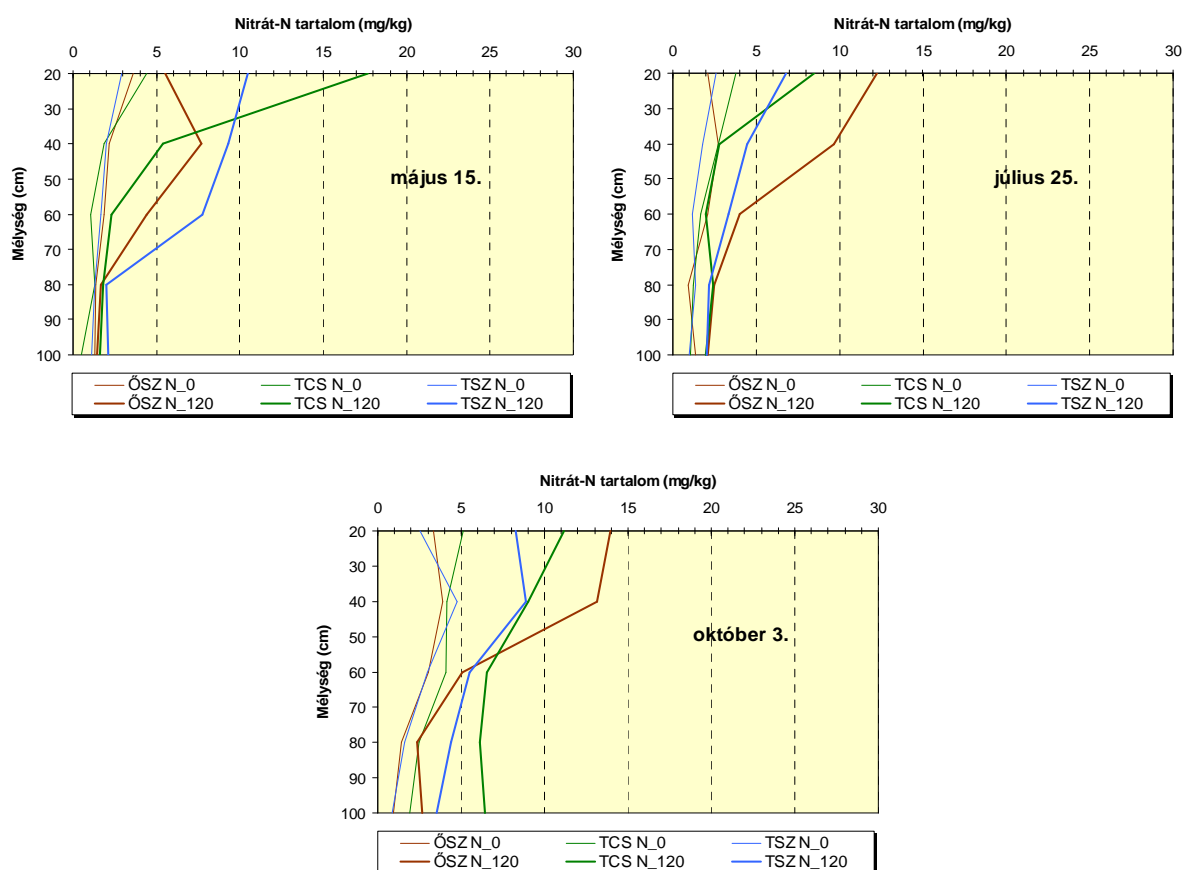 Nitrát-N tartalom (mg/kg)
0 5 10 15 20 25 30
20
30
40
50
60
70
80
90
100
Mélység (cm)
május 15.
ŐSZ N_0 TCS N_0 TSZ N_0
ŐSZ N_120 TCS N_120 TSZ N_120
Nitrát-N tartalom (mg/kg)
0 5 10 15 20 25 30
20
30
40
50
60
70
80
90
100
Mélység (cm)
július 25.
ŐSZ N_0 TCS N_0 TSZ N_0
ŐSZ N_120 TCS N_120 TSZ N_120
Nitrát-N tartalom (mg/kg)
0 5 10 15 20 25 30
20
30
40
50
60
70
80
90
100
Mélység (cm)
október 3.
ŐSZ N_0 TCS N_0 TSZ N_0
ŐSZ N_120 TCS N_120 TSZ N_120